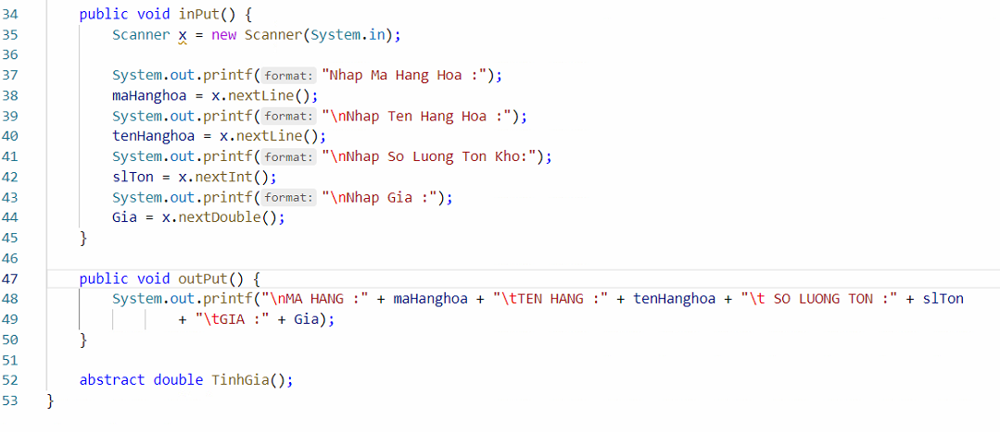 34 public void inPut() {
35 Scanner x = new Scanner(System.in);
36
37 System.out.printf(format: "Nhap Ma Hang Hoa :");
38 maHanghoa = x.nextLine();
39 System.out.printf(format: "\nNhap Ten Hang Hoa :");
40 tenHanghoa = x.nextLine();
41 System.out.printf(format: "\nNhap So Luong Ton Kho:");
42 slTon = x.nextInt();
43 System.out.printf(format: "\nNhap Gia :");
44 Gia = x.nextDouble();
45 }
46
47 public void outPut() {
48 System.out.printf("\nMA HANG :" + maHanghoa + "\tTEN HANG :" + tenHanghoa + "\t SO LUONG TON :" + slTon
49 + "\tGIA :" + Gia);
50 }
51
52 abstract double TinhGia();
53 }